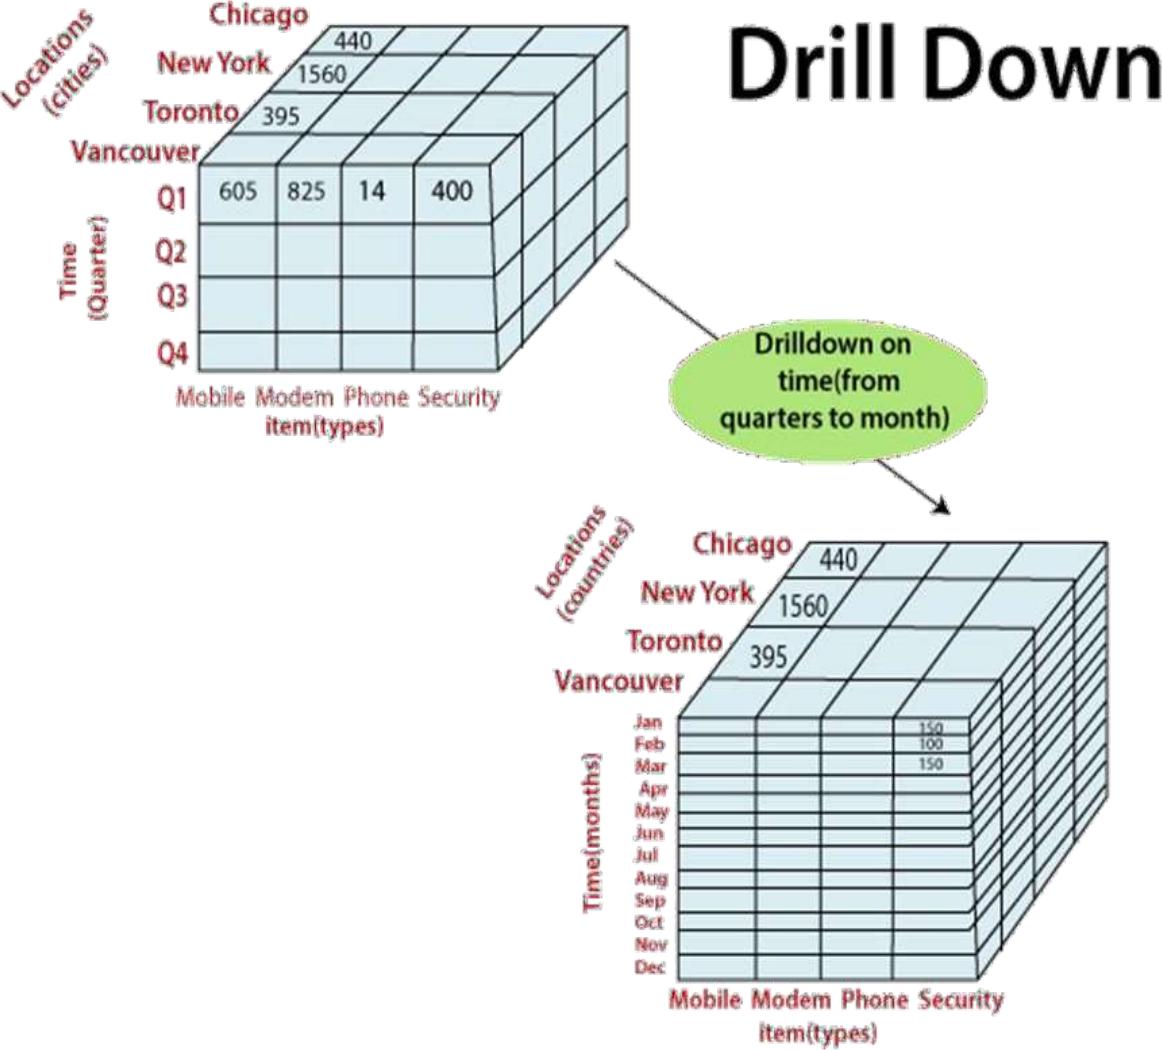 Drill Down
Locations
(cities)
Chicago
New York
Toronto
Vancouver
440
1560
395
Time
(Quarter)
Q1
605 825 14 400
Q2
Q3
Q4
Mobile Modem Phone Security
item(types)
Drilldown on
time(from
quarters to month)
Locations
(countries)
Chicago
New York
Toronto
Vancouver
440
1560
395
Time(months)
Jan
150
Feb
100
Mar
150
Apr
May
Jun
Jul
Aug
Sep
Oct
Nov
Dec
Mobile Modem Phone Security
item(types)